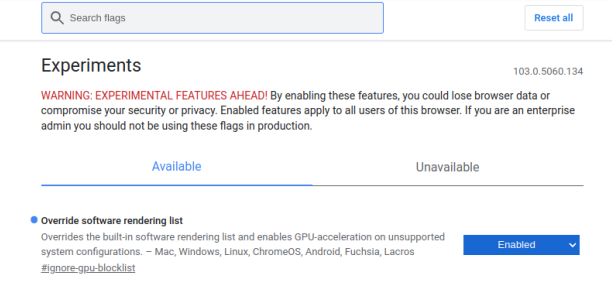 Search flags
Reset all
Experiments
103.0.5060.134
WARNING: EXPERIMENTAL FEATURES AHEAD! By enabling these features, you could lose browser data or
compromise your security or privacy. Enabled features apply to all users of this browser. If you are an enterprise
admin you should not be using these flags in production.
Available
Unavailable
Override software rendering list
Overrides the built-in software rendering list and enables GPU-acceleration on unsupported
system configurations. – Mac, Windows, Linux, ChromeOS, Android, Fuchsia, Lacros
#ignore-gpu-blocklist
Enabled